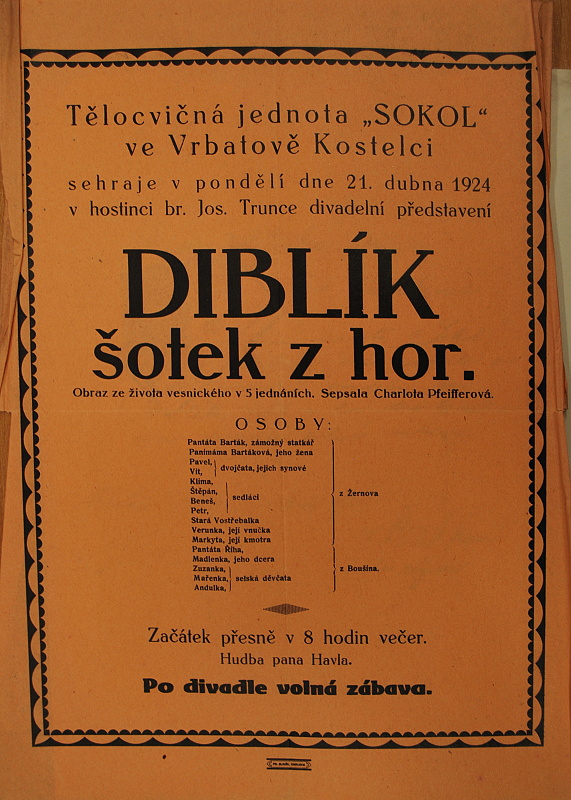 Tělocvičná jednota „SOKOL“
ve Vrbatově Kostelci
sehraje v pondělí dne 21. dubna 1924
v hostinci br. Jos. Trunce divadelní představení
DIBLÍK
šotek z hor.
Obraz ze života vesnického v 5 jednáních. Sepsala Charlota Pfeifferová.
OSOBY:
Pantáta Barták, zámožný statkář
Panímáma Bartáková, jeho žena
Pavel,
Vít,
dvojčata, jejich synové
Klíma,
Štěpán,
Beneš,
Petr,
sedláci
Stará Vostřebalka
Verunka, její vnučka
Markyta, její kmotra
z Žernova
Pantáta Říha,
Madlenka, jeho dcera
Zuzanka,
Mařenka,
Andulka,
selská děvčata
z Boušína.
Začátek přesně v 8 hodin večer.
Hudba pana Havla.
Po divadle volná zábava.